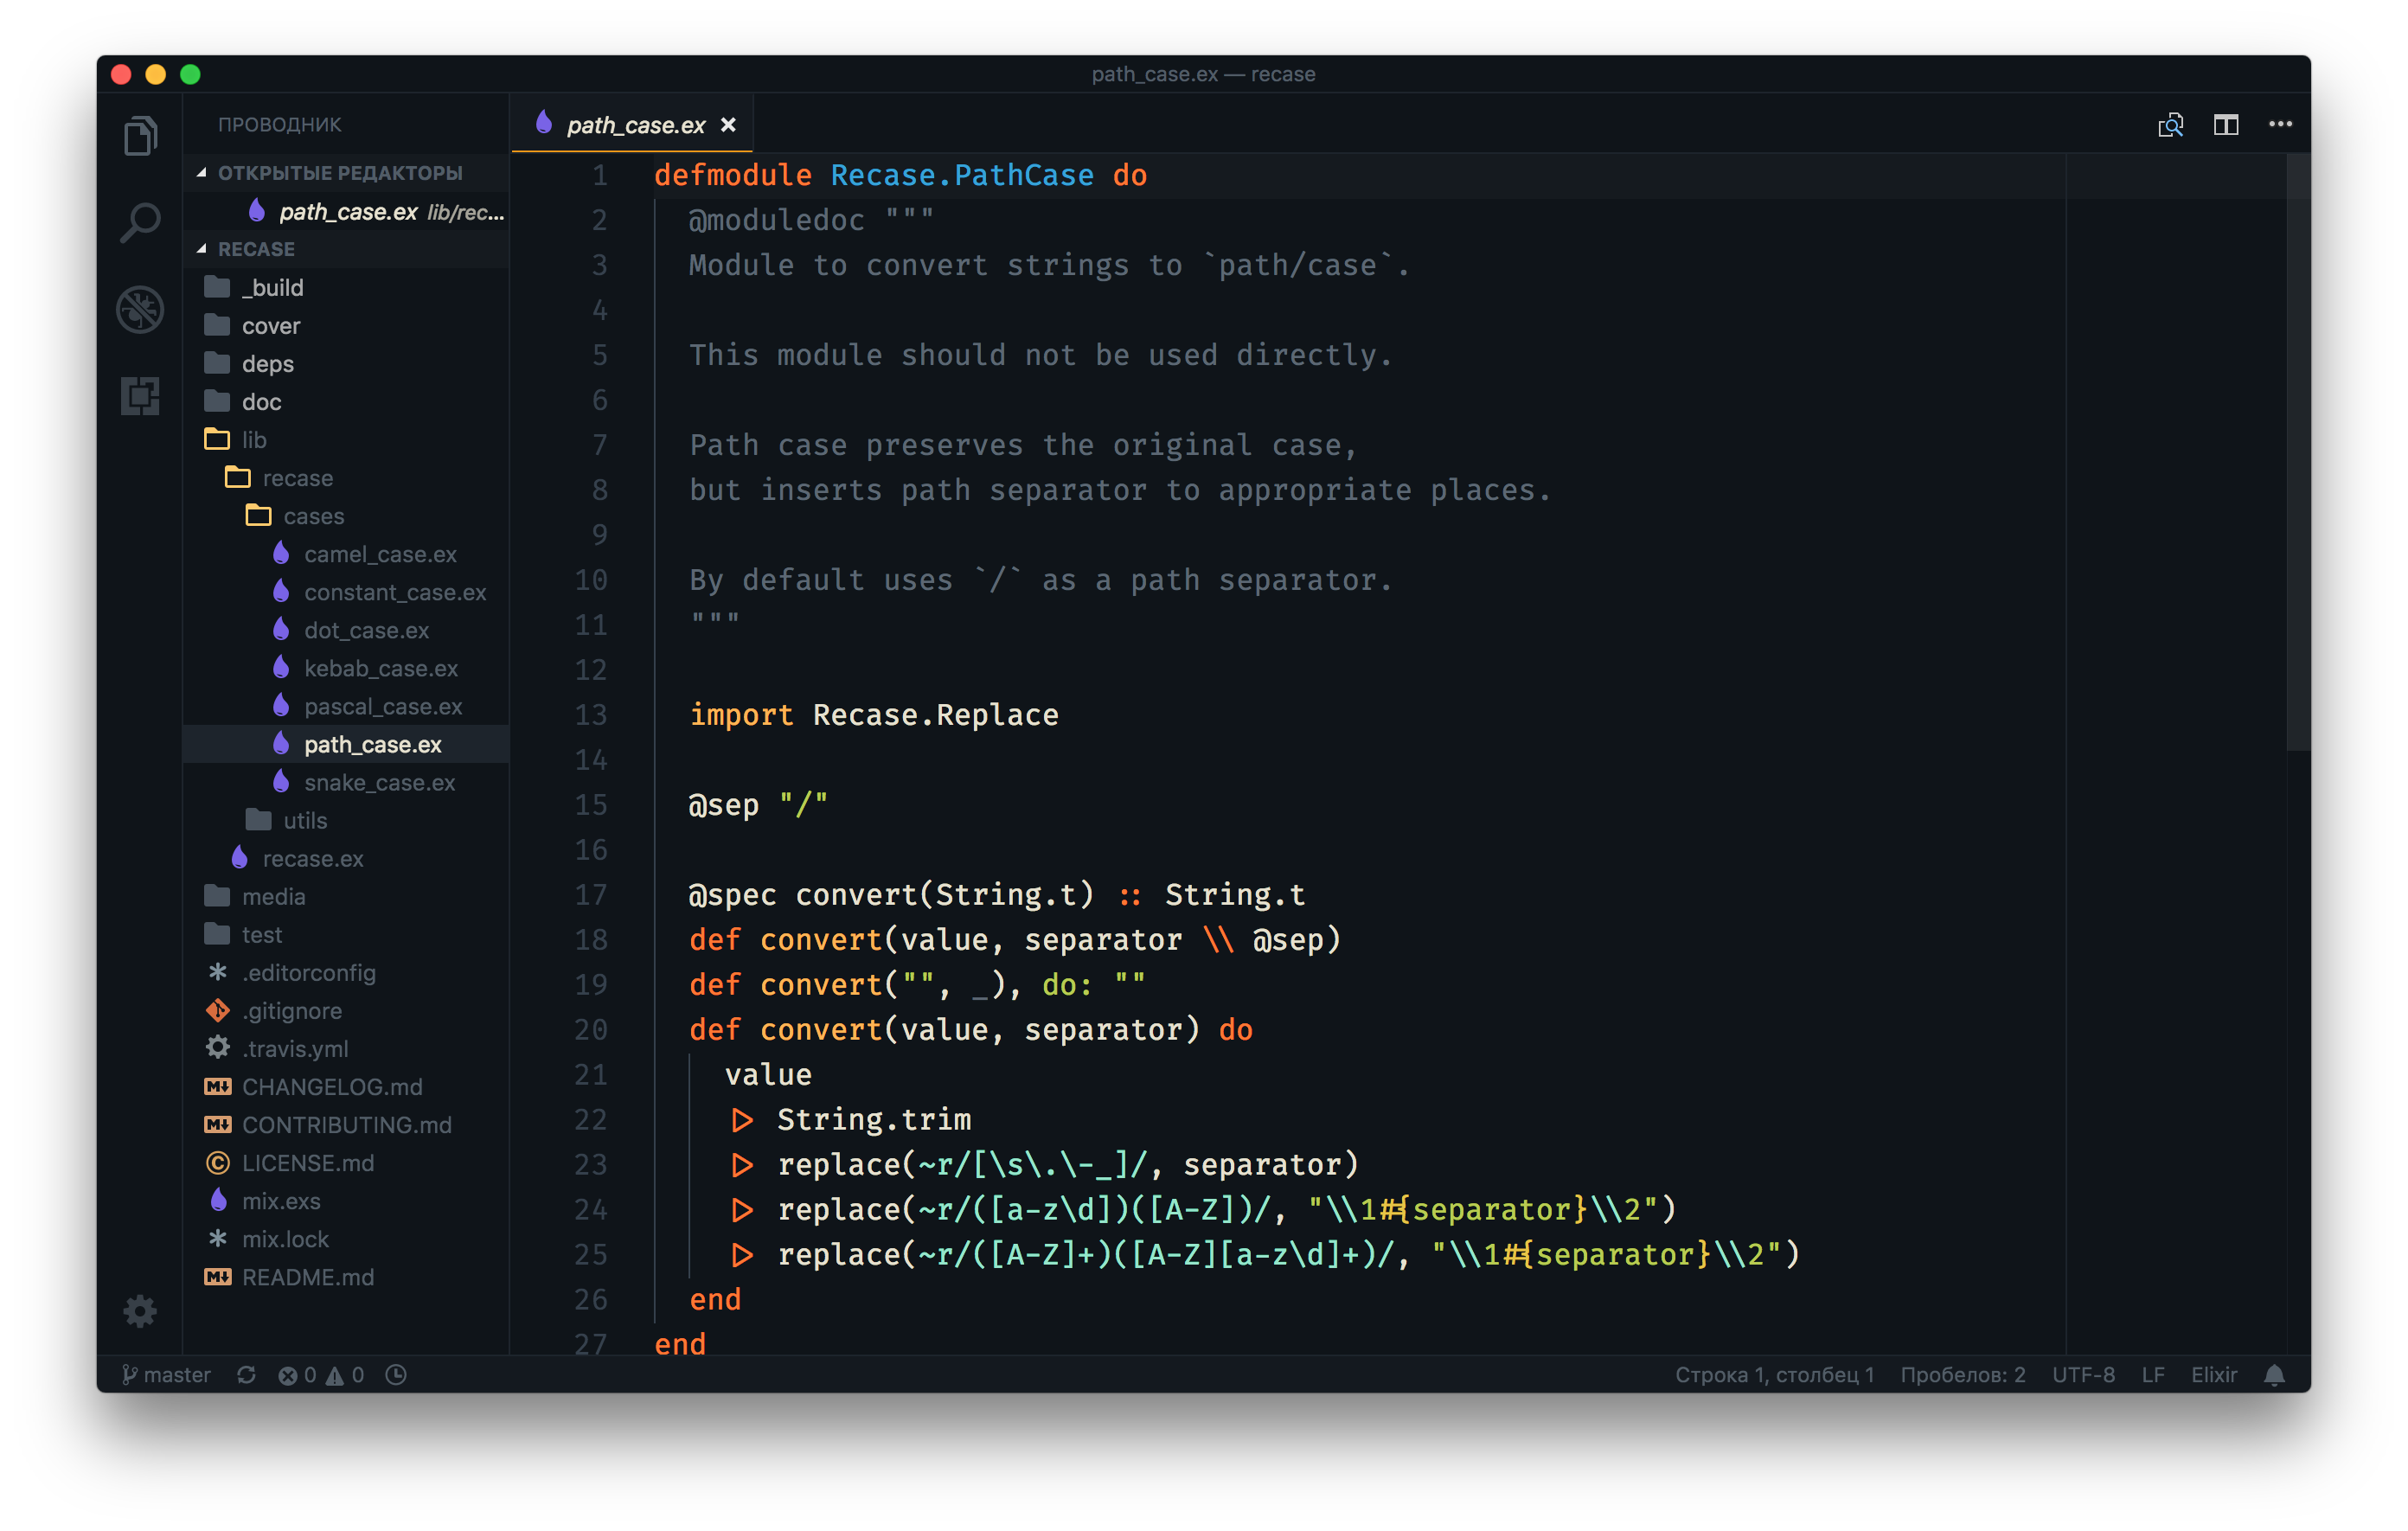 path_case.ex — recase
ПРОВОДНИК
ОТКРЫТЫЕ РЕДАКТОРЫ
path_case.ex lib/rec...
RECASE
_build
cover
deps
doc
lib
recase
cases
camel_case.ex
constant_case.ex
dot_case.ex
kebab_case.ex
pascal_case.ex
path_case.ex
snake_case.ex
utils
recase.ex
media
test
.editorconfig
.gitignore
.travis.yml
CHANGELOG.md
CONTRIBUTING.md
LICENSE.md
mix.exs
mix.lock
README.md
path_case.ex
1 defmodule Recase.PathCase do
2 @moduledoc """
3 Module to convert strings to `path/case`.
4
5 This module should not be used directly.
6
7 Path case preserves the original case,
8 but inserts path separator to appropriate places.
9
10 By default uses `/` as a path separator.
11 """
12
13 import Recase.Replace
14
15 @sep "/"
16
17 @spec convert(String.t) :: String.t
18 def convert(value, separator \\ @sep)
19 def convert("", _), do: ""
20 def convert(value, separator) do
21 value
22 |> String.trim
23 |> replace(~r/[\s\.\-_]/, separator)
24 |> replace(~r/([a-z\d])([A-Z])/, "\\1#{separator}\\2")
25 |> replace(~r/([A-Z]+)([A-Z][a-z\d]+)/, "\\1#{separator}\\2")
26 end
27 end
master 0 0
Строка 1, столбец 1 Пробелов: 2 UTF-8 LF Elixir